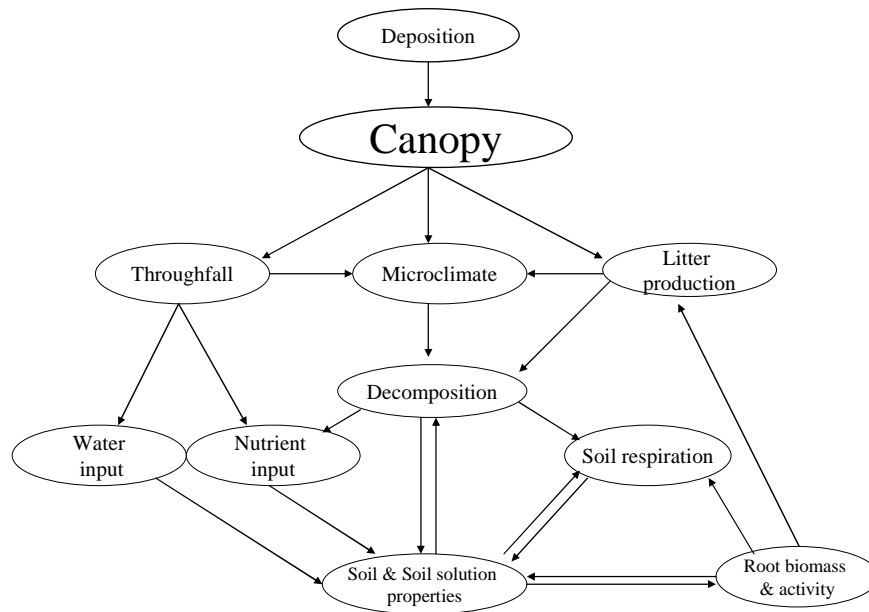 Deposition
Canopy
Throughfall
Microclimate
Litter
production
Decomposition
Water
input
Nutrient
input
Soil respiration
Soil & Soil solution
properties
Root biomass
& activity